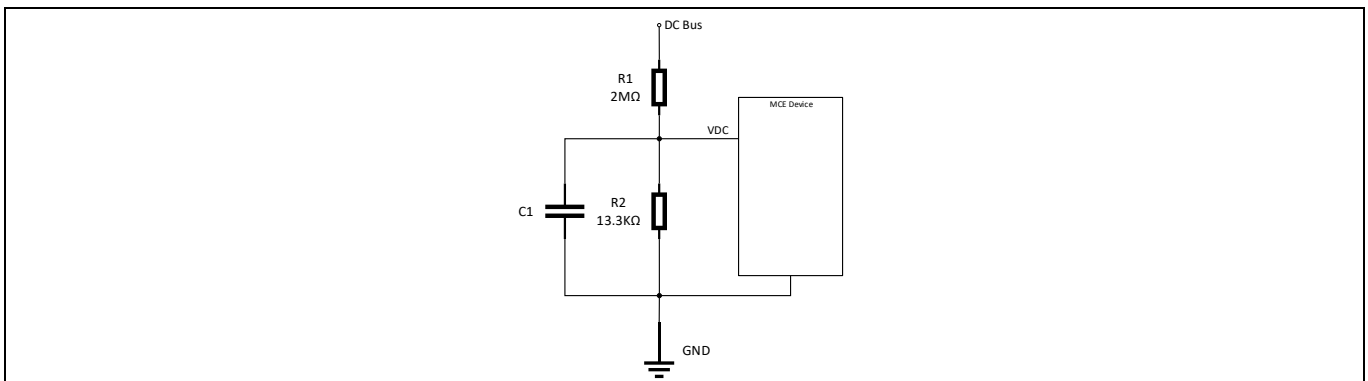 DC Bus
R1
2MΩ
MCE Device
VDC
C1
R2
13.3KΩ
GND